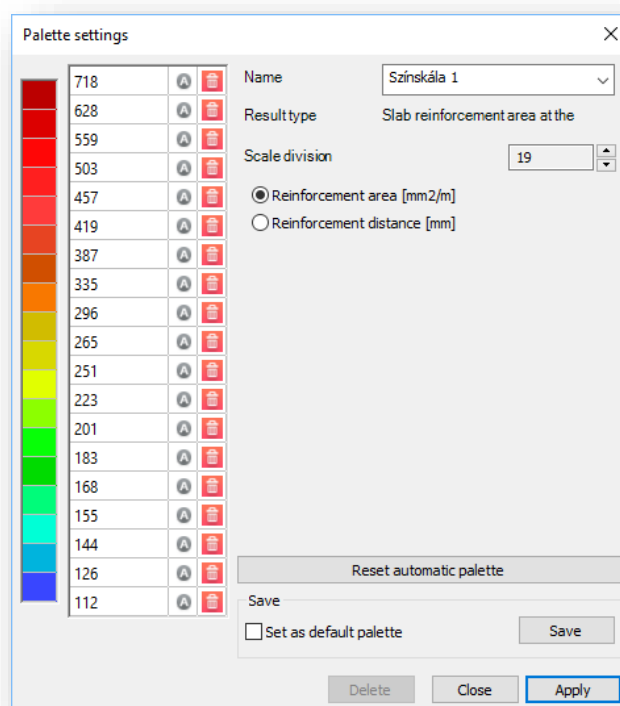 Palette settings
718
628
559
503
457
419
387
335
296
265
251
223
201
183
168
155
144
126
112
Name
Színskála 1
Result type
Slab reinforcement area at the
Scale division
19
Reinforcement area [mm2/m]
Reinforcement distance [mm]
Reset automatic palette
Save
Set as default palette
Save
Delete
Close
Apply